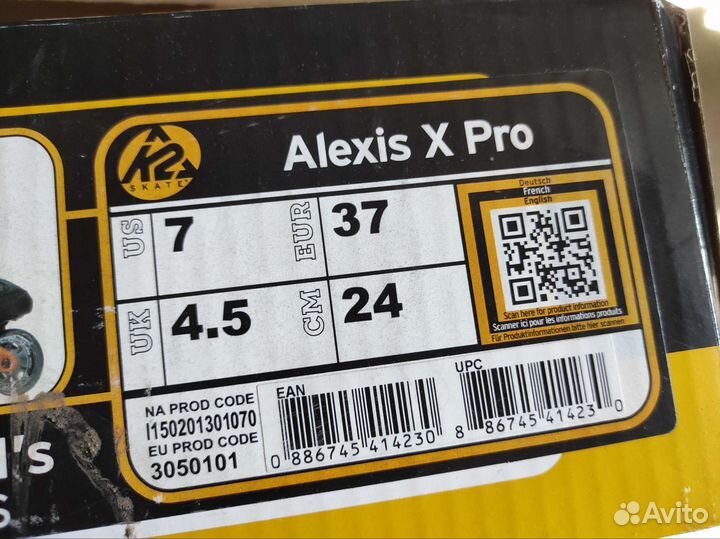 K2
SKATE
Alexis X Pro
US 7 EUR 37
UK 4.5 CM 24
Deutsch
French
English
Scan here for product information
Scanner ici pour les informations produits
Für Produktinformationen bitte hier scannen
NA PROD CODE
I150201301070
EU PROD CODE
3050101
EAN
0 886745 414230
UPC
8 86745 41423 0
's
S
Avito